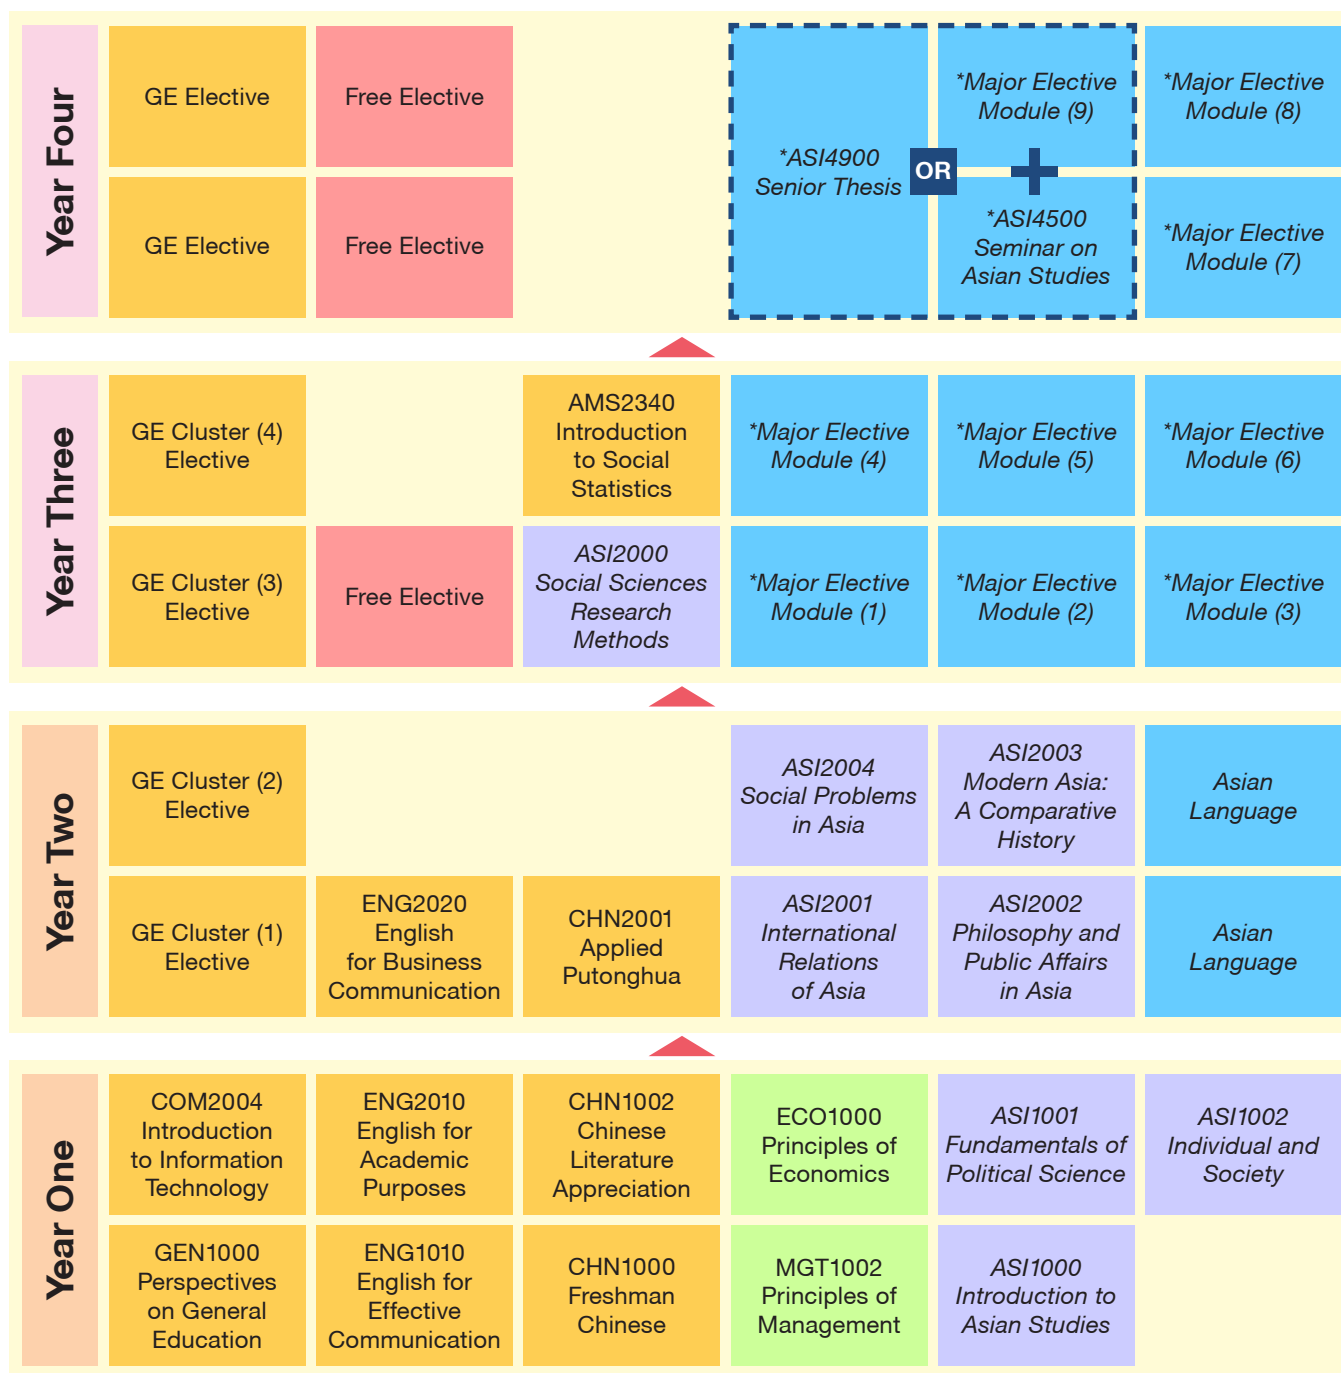 Year Four
GE Elective
Free Elective
*ASI4900
Senior Thesis
OR
*Major Elective
Module (9)
+
*ASI4500
Seminar on
Asian Studies
*Major Elective
Module (8)
GE Elective
Free Elective
*Major Elective
Module (7)
Year Three
GE Cluster (4)
Elective
AMS2340
Introduction
to Social
Statistics
*Major Elective
Module (4)
*Major Elective
Module (5)
*Major Elective
Module (6)
GE Cluster (3)
Elective
Free Elective
ASI2000
Social Sciences
Research
Methods
*Major Elective
Module (1)
*Major Elective
Module (2)
*Major Elective
Module (3)
Year Two
GE Cluster (2)
Elective
ASI2004
Social Problems
in Asia
ASI2003
Modern Asia:
A Comparative
History
Asian
Language
GE Cluster (1)
Elective
ENG2020
English
for Business
Communication
CHN2001
Applied
Putonghua
ASI2001
International
Relations
of Asia
ASI2002
Philosophy and
Public Affairs
in Asia
Asian
Language
Year One
COM2004
Introduction
to Information
Technology
ENG2010
English for
Academic
Purposes
CHN1002
Chinese
Literature
Appreciation
ECO1000
Principles of
Economics
ASI1001
Fundamentals of
Political Science
ASI1002
Individual and
Society
GEN1000
Perspectives
on General
Education
ENG1010
English for
Effective
Communication
CHN1000
Freshman
Chinese
MGT1002
Principles of
Management
ASI1000
Introduction to
Asian Studies